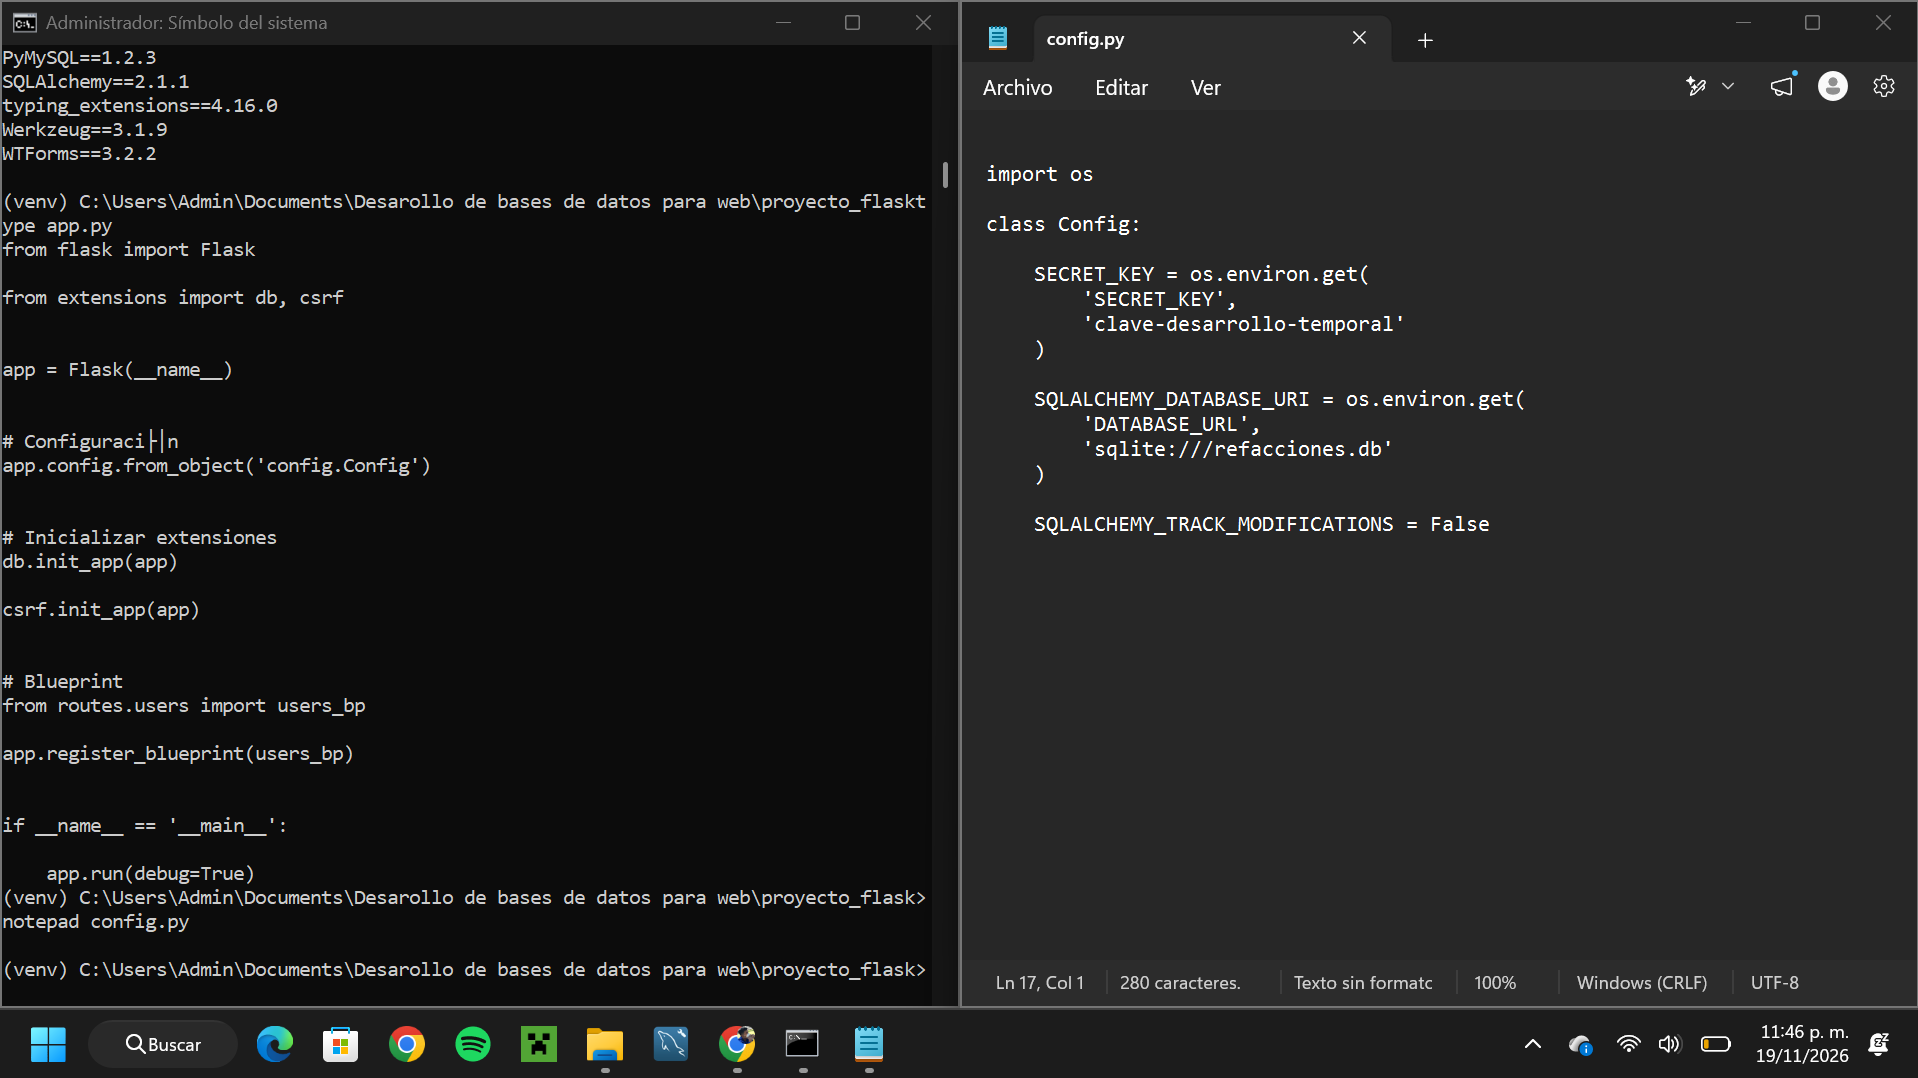 Administrador: Símbolo del sistema
PyMySQL==1.2.3
SQLAlchemy==2.1.1
typing_extensions==4.16.0
Werkzeug==3.1.9
WTForms==3.2.2
(venv) C:\Users\Admin\Documents\Desarollo de bases de datos para web\proyecto_flaskt
ype app.py
from flask import Flask
from extensions import db, csrf
app = Flask(__name__)
# Configuraci├│n
app.config.from_object('config.Config')
# Inicializar extensiones
db.init_app(app)
csrf.init_app(app)
# Blueprint
from routes.users import users_bp
app.register_blueprint(users_bp)
if __name__ == '__main__':
    app.run(debug=True)
(venv) C:\Users\Admin\Documents\Desarollo de bases de datos para web\proyecto_flask>
notepad config.py
(venv) C:\Users\Admin\Documents\Desarollo de bases de datos para web\proyecto_flask>
config.py
Archivo Editar Ver
import os
class Config:
    SECRET_KEY = os.environ.get(
        'SECRET_KEY',
        'clave-desarrollo-temporal'
    )
    SQLALCHEMY_DATABASE_URI = os.environ.get(
        'DATABASE_URL',
        'sqlite:///refacciones.db'
    )
    SQLALCHEMY_TRACK_MODIFICATIONS = False
Ln 17, Col 1 280 caracteres. Texto sin formatc 100% Windows (CRLF) UTF-8
Buscar
11:46 p. m.
19/11/2026